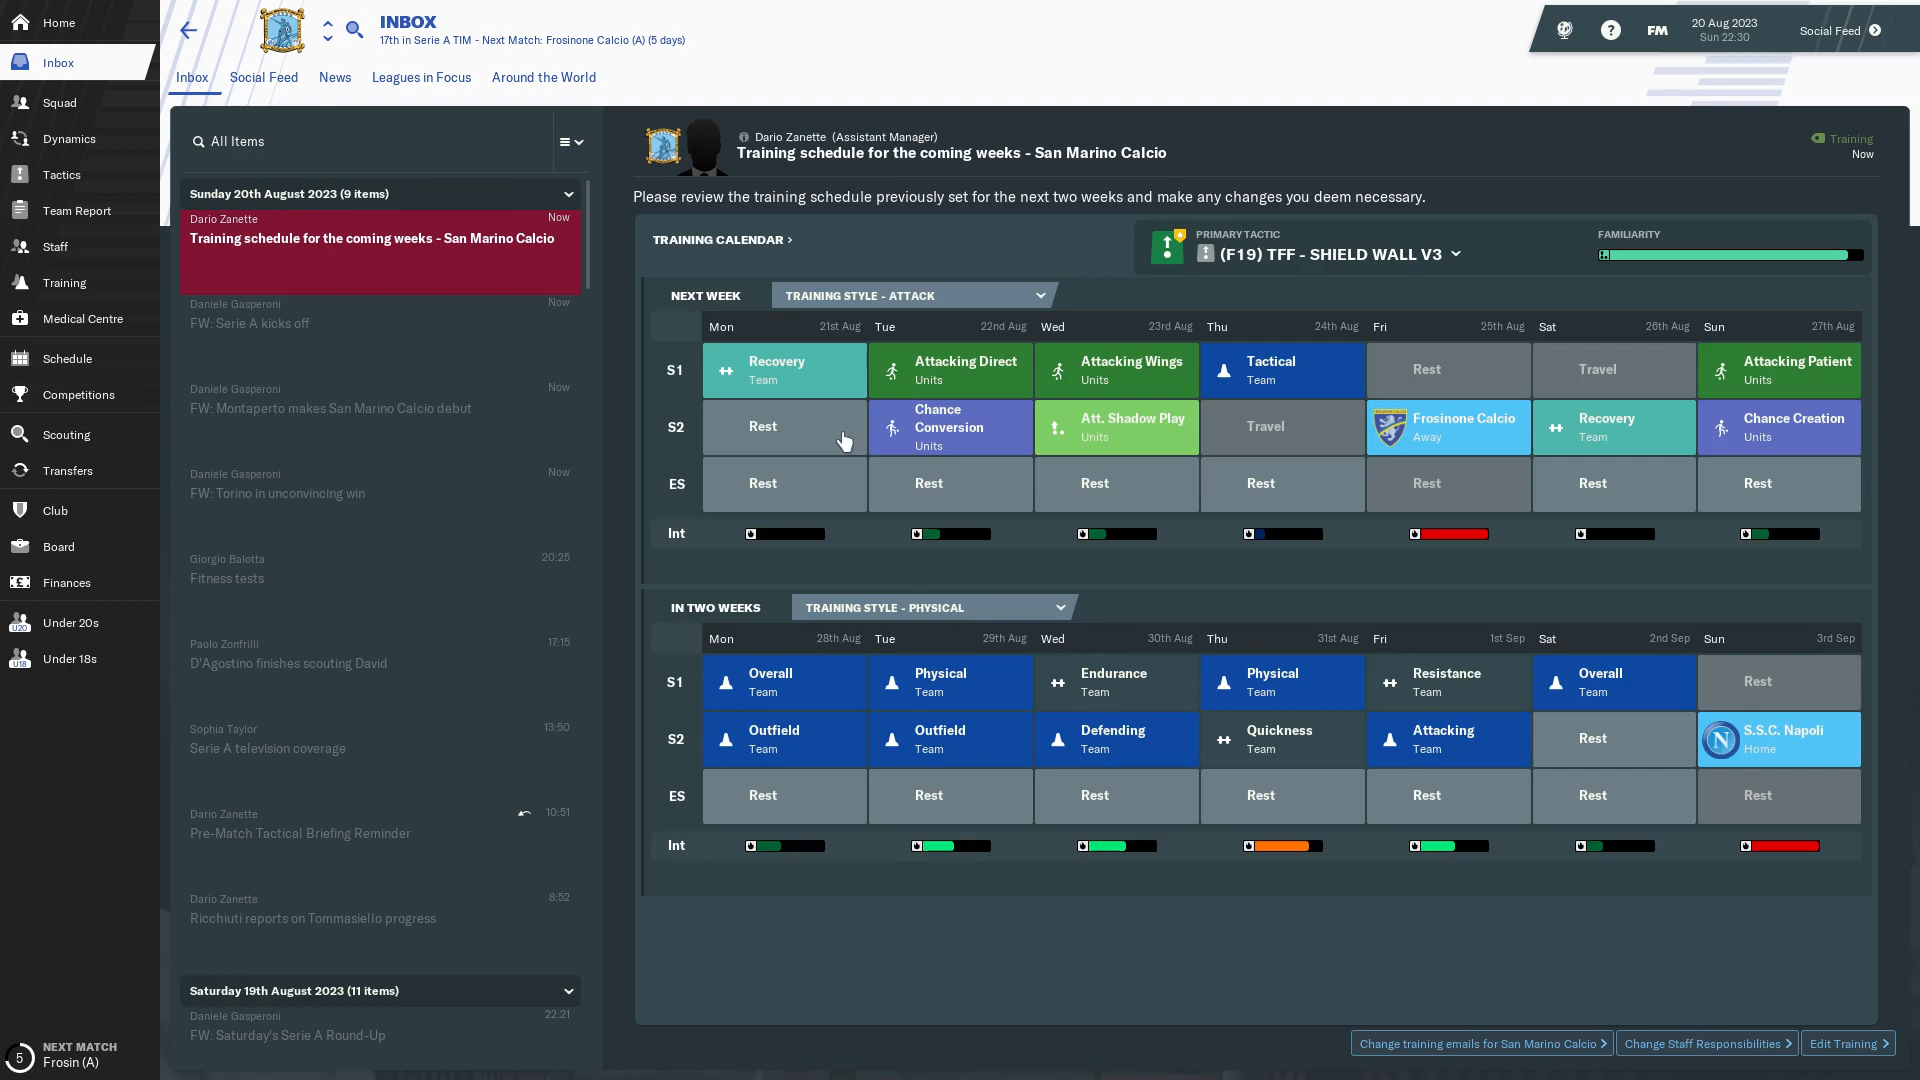 Home
Inbox
Squad
Dynamics
Tactics
Team Report
Staff
Training
Medical Centre
Schedule
Competitions
Scouting
Transfers
Club
Board
Finances
U20
Under 20s
U18
Under 18s
5
NEXT MATCH
Frosin (A)
INBOX
17th in Serie A TIM - Next Match: Frosinone Calcio (A) (5 days)
?
FM
20 Aug 2023
Sun 22:30
Social Feed
Inbox
Social Feed
News
Leagues in Focus
Around the World
All Items
Sunday 20th August 2023 (9 items)
Dario Zanette
Now
Training schedule for the coming weeks - San Marino Calcio
Daniele Gasperoni
Now
FW: Serie A kicks off
Daniele Gasperoni
Now
FW: Montaperto makes San Marino Calcio debut
Daniele Gasperoni
Now
FW: Torino in unconvincing win
Giorgio Balotta
20:25
Fitness tests
Paolo Zonfrilli
17:15
D'Agostino finishes scouting David
Sophia Taylor
13:50
Serie A television coverage
Dario Zanette
10:51
Pre-Match Tactical Briefing Reminder
Dario Zanette
8:52
Ricchiuti reports on Tommasiello progress
Saturday 19th August 2023 (11 items)
Daniele Gasperoni
22:21
FW: Saturday's Serie A Round-Up
Dario Zanette (Assistant Manager)
Training schedule for the coming weeks - San Marino Calcio
Training
Now
Please review the training schedule previously set for the next two weeks and make any changes you deem necessary.
TRAINING CALENDAR >
PRIMARY TACTIC
(F19) TFF - SHIELD WALL V3
FAMILIARITY
NEXT WEEK
TRAINING STYLE - ATTACK
Mon 21st Aug Tue 22nd Aug Wed 23rd Aug Thu 24th Aug Fri 25th Aug Sat 26th Aug Sun 27th Aug
S1
Recovery
Team
Attacking Direct
Units
Attacking Wings
Units
Tactical
Team
Rest
Travel
Attacking Patient
Units
S2
Rest
Chance
Conversion
Units
Att. Shadow Play
Units
Travel
Frosinone Calcio
Away
Recovery
Team
Chance Creation
Units
ES
Rest Rest Rest Rest Rest Rest Rest
Int
IN TWO WEEKS
TRAINING STYLE - PHYSICAL
Mon 28th Aug Tue 29th Aug Wed 30th Aug Thu 31st Aug Fri 1st Sep Sat 2nd Sep Sun 3rd Sep
S1
Overall
Team
Physical
Team
Endurance
Team
Physical
Team
Resistance
Team
Overall
Team
Rest
S2
Outfield
Team
Outfield
Team
Defending
Team
Quickness
Team
Attacking
Team
Rest
N
S.S.C. Napoli
Home
ES
Rest Rest Rest Rest Rest Rest Rest
Int
Change training emails for San Marino Calcio >
Change Staff Responsibilities >
Edit Training >